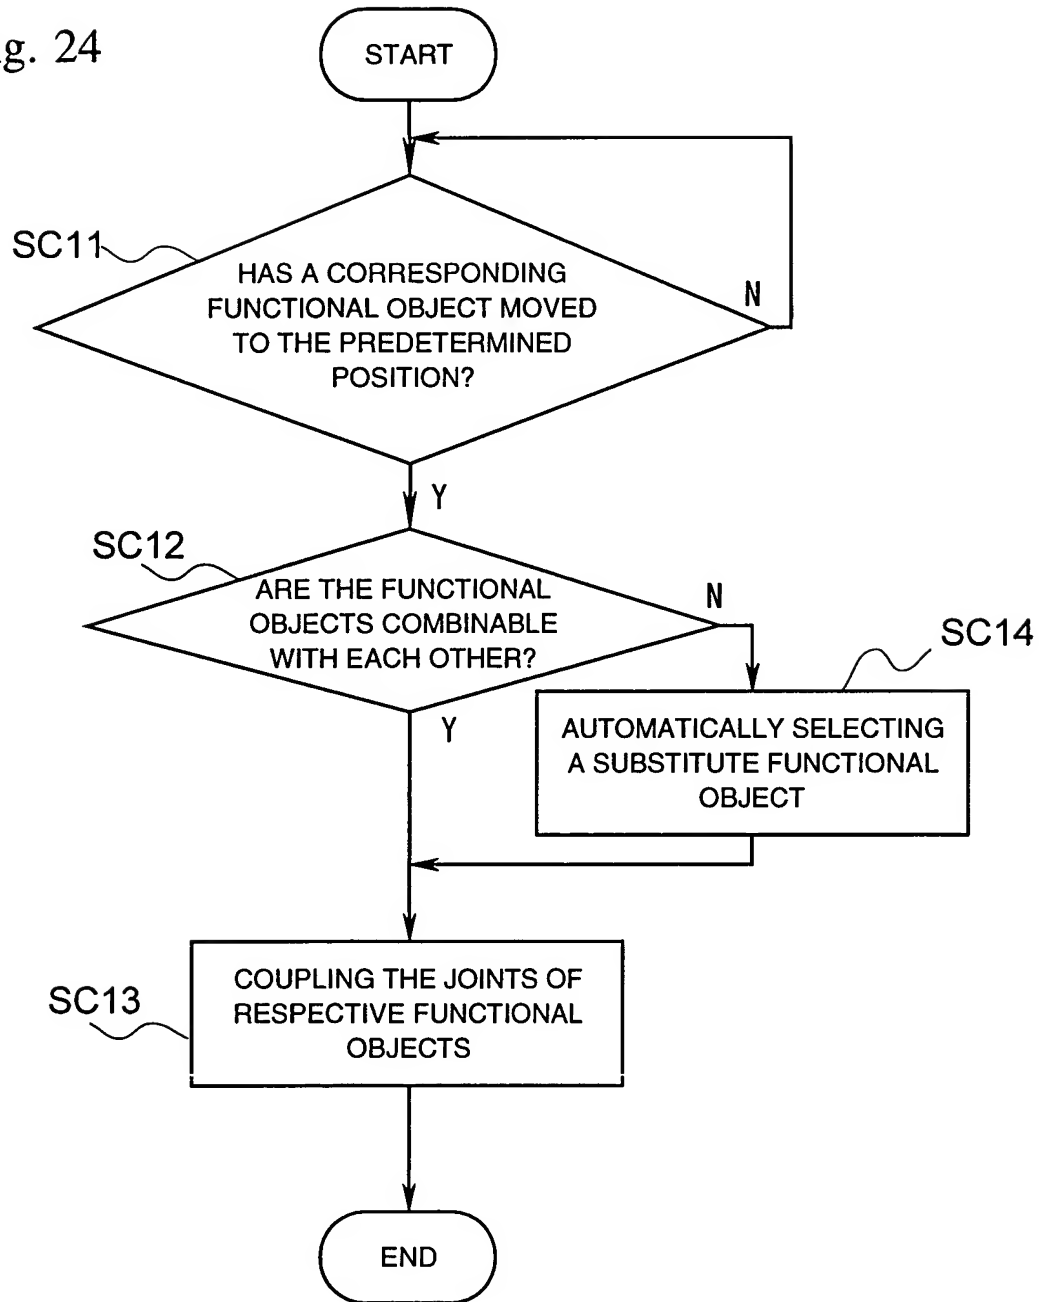 g. 24
START
SC11
HAS A CORRESPONDING
FUNCTIONAL OBJECT MOVED
TO THE PREDETERMINED
POSITION?
N
Y
SC12
ARE THE FUNCTIONAL
OBJECTS COMBINABLE
WITH EACH OTHER?
N
Y
SC14
AUTOMATICALLY SELECTING
A SUBSTITUTE FUNCTIONAL
OBJECT
SC13
COUPLING THE JOINTS OF
RESPECTIVE FUNCTIONAL
OBJECTS
END